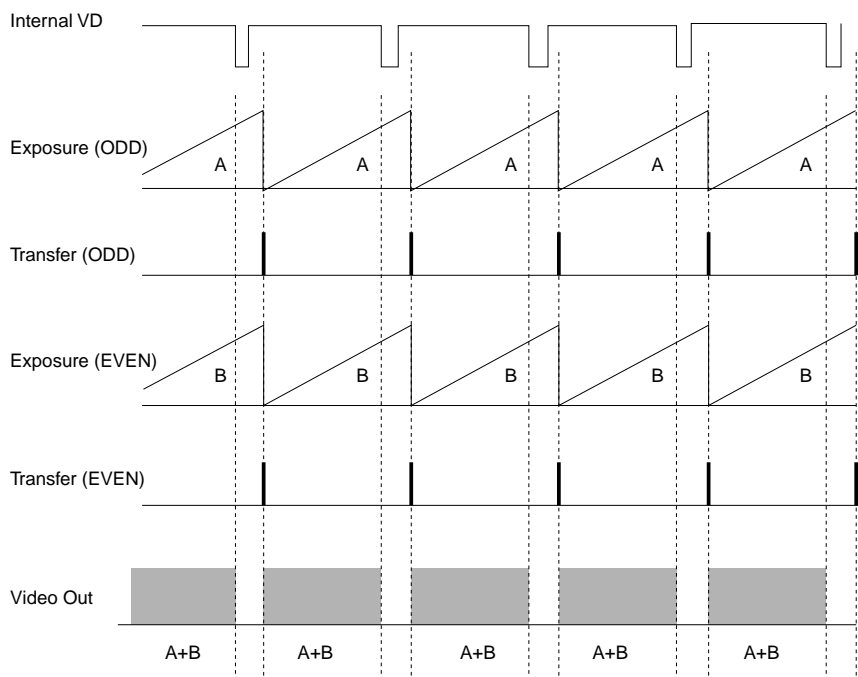 Internal VD
Exposure (ODD)
A A A A A
Transfer (ODD)
Exposure (EVEN)
B B B B B
Transfer (EVEN)
Video Out
A+B A+B A+B A+B A+B